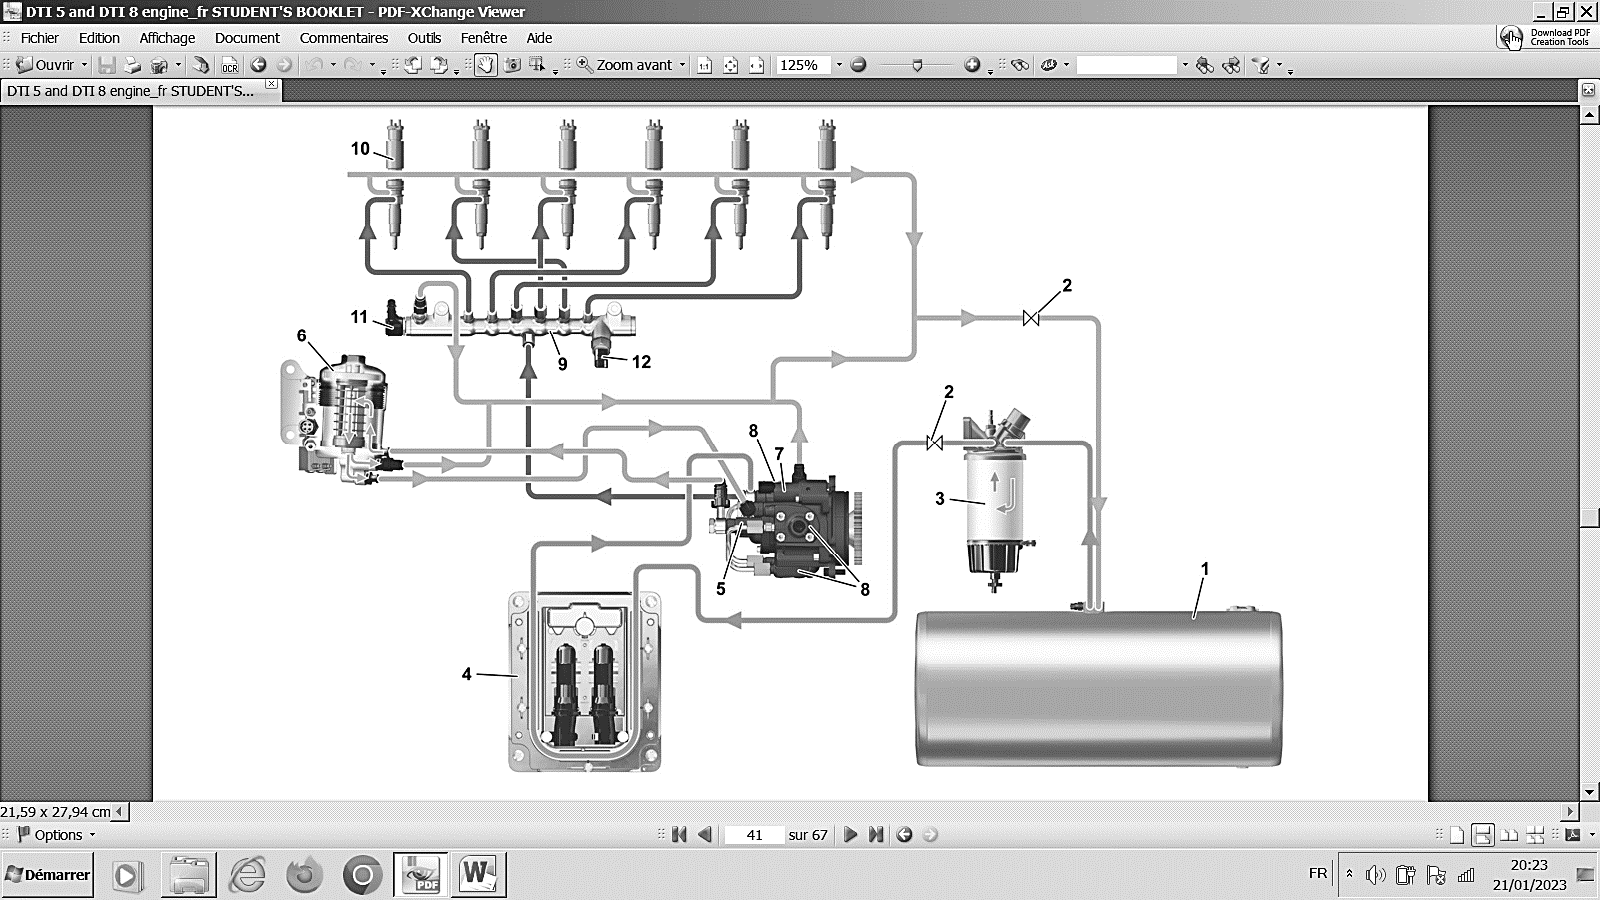 DTI 5 and DTI 8 engine_fr STUDENT'S BOOKLET - PDF-XChange Viewer
Fichier Edition Affichage Document Commentaires Outils Fenêtre Aide
Download PDF
Creation Tools
Ouvrir OCR Zoom avant 1:1 125%
DTI 5 and DTI 8 engine_fr STUDENT'S...
10
2
11
6
9
12
2
8
7
3
5
8
1
4
21,59 x 27,94 cm
Options 41 sur 67
Démarrer PDF W FR 20:23
21/01/2023